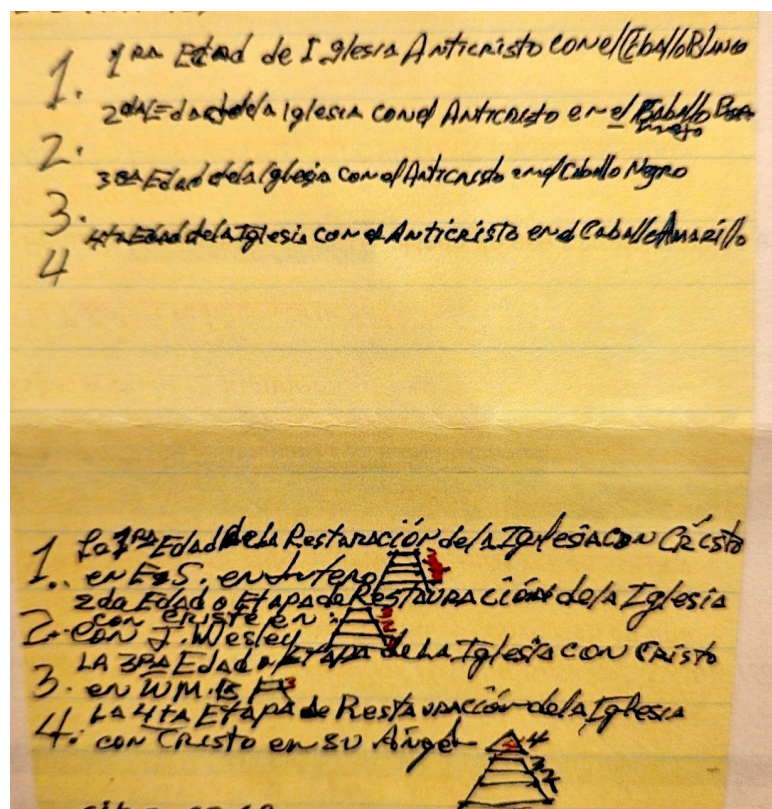 1. 1RA Edad de Iglesia Anticristo con el Caballo Blanco
2. 2da Edad de la Iglesia con el Anticristo en el Caballo
3. 3RA Edad de la Iglesia con el Anticristo en el Caballo Negro
4 4ta Edad de la Iglesia con el Anticristo en el Caballo Amarillo
1. La 1RA Edad de la Restauración de la Iglesia con Cristo
en E S. en Lutero
2da Edad o Etapa de Restauración de la Iglesia
con Cristo en :
2. con J. Wesley
LA 3RA Edad o ETAPA de LA Iglesia con Cristo
3. en WM. B 3
LA 4ta ETAPA de Restauración de la Iglesia
4. con Cristo en su Ángel 4
3
2